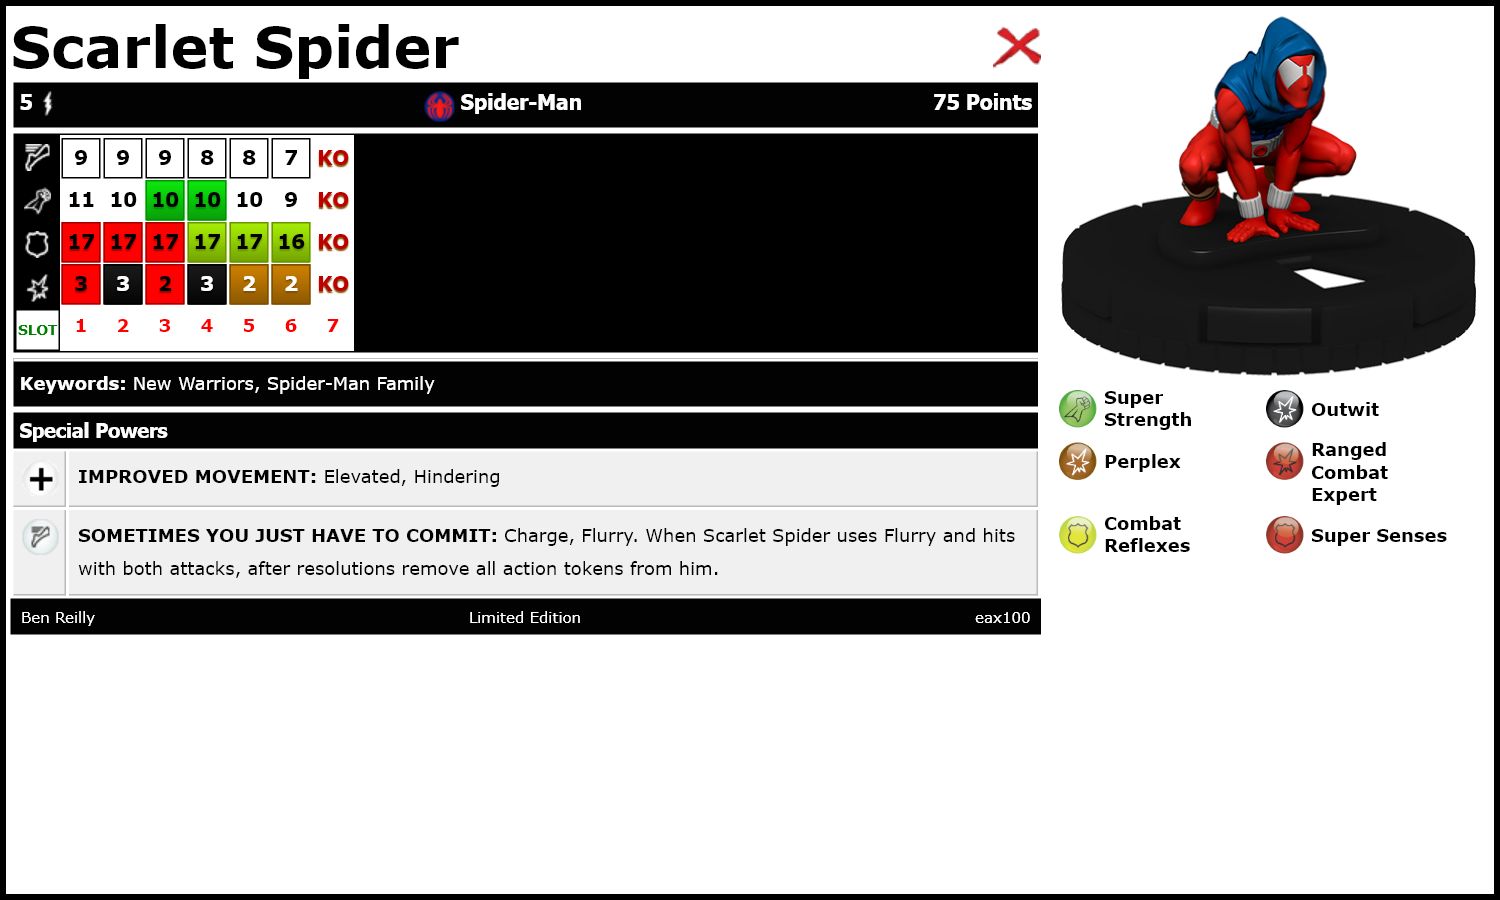 Scarlet Spider
5 Spider-Man 75 Points
9 9 9 8 8 7 KO
11 10 10 10 10 9 KO
17 17 17 17 17 16 KO
3 3 2 3 2 2 KO
SLOT 1 2 3 4 5 6 7
Keywords: New Warriors, Spider-Man Family
Special Powers
IMPROVED MOVEMENT: Elevated, Hindering
SOMETIMES YOU JUST HAVE TO COMMIT: Charge, Flurry. When Scarlet Spider uses Flurry and hits
with both attacks, after resolutions remove all action tokens from him.
Ben Reilly Limited Edition eax100
Super
Strength
Outwit
Perplex
Ranged
Combat
Expert
Combat
Reflexes
Super Senses